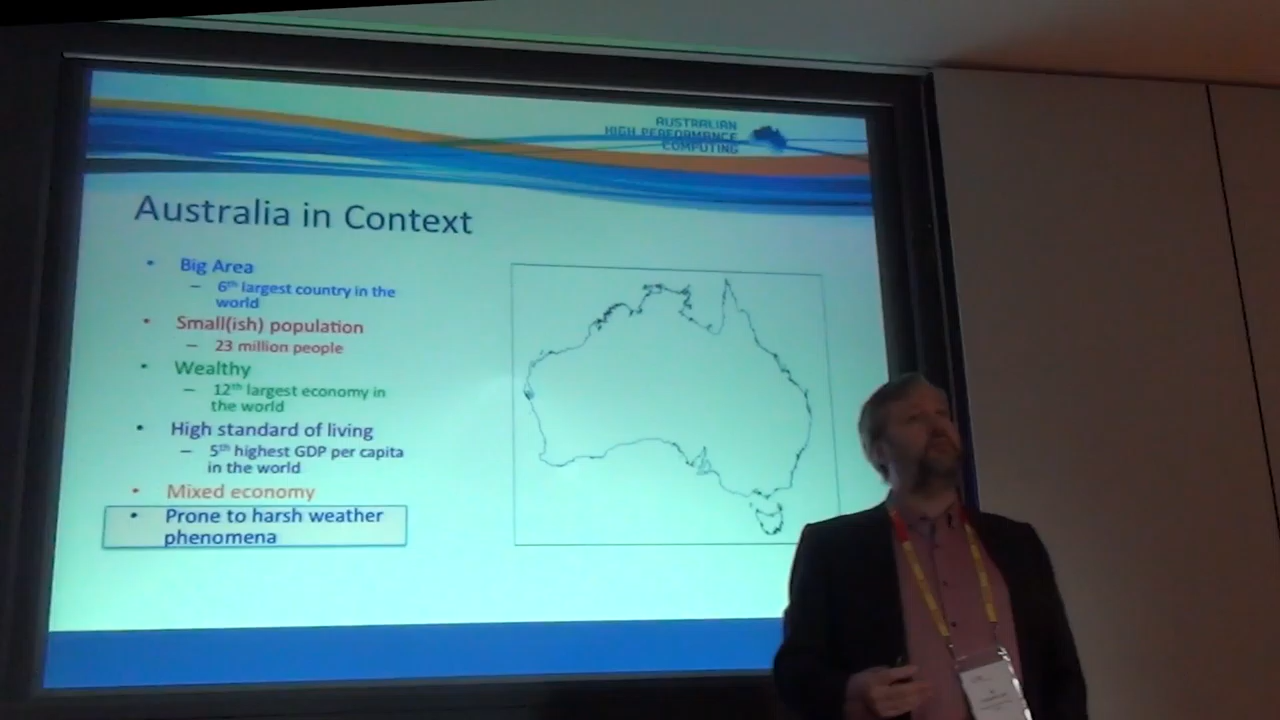 AUSTRALIAN
HIGH PERFORMANCE
COMPUTING
Australia in Context
• Big Area
– 6th largest country in the
world
• Small(ish) population
– 23 million people
• Wealthy
– 12th largest economy in
the world
• High standard of living
– 5th highest GDP per capita
in the world
• Mixed economy
• Prone to harsh weather
phenomena